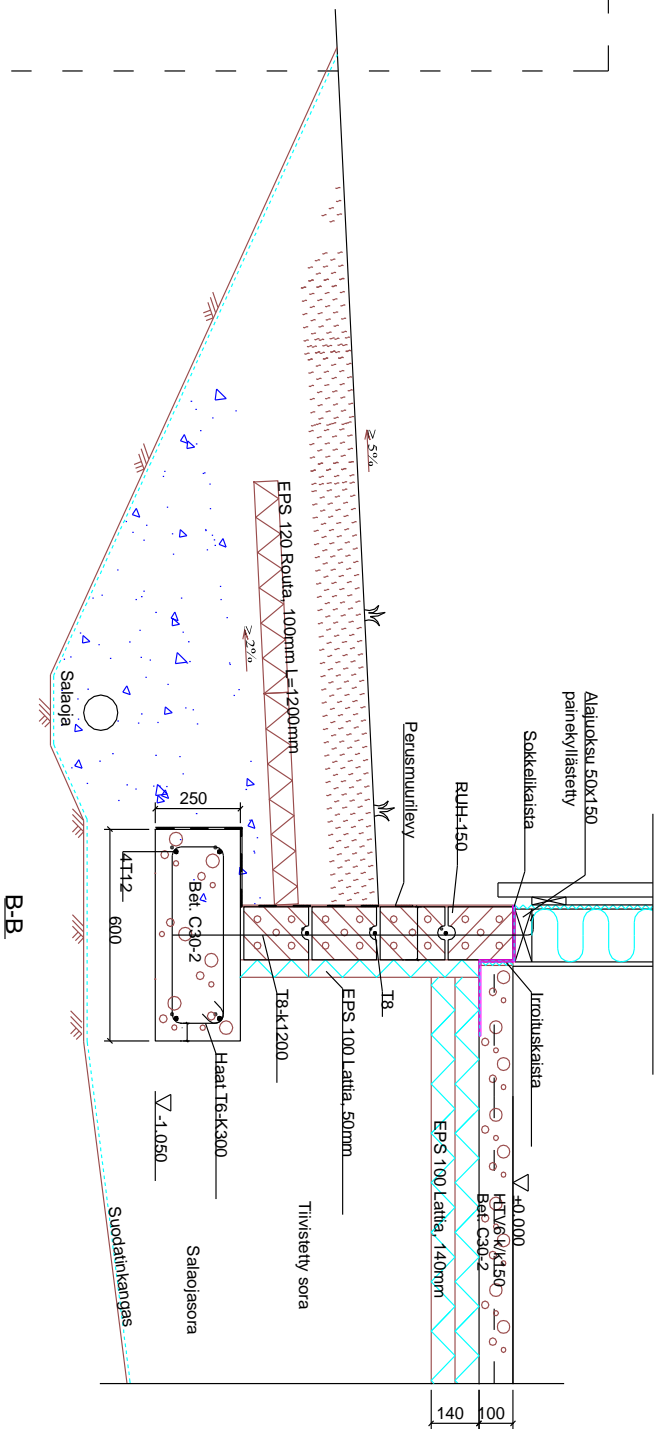 Alajuoksu 50x150
painekyllästetty
Sokkelikaista
RUH-150
Perusmuurilevy
Irroituskaista
≥ 5%
EPS 120 Routa, 100mm L=1200mm
≥ 2%
±0.000
HTV6 k/k150
Bet. C30-2
100
140
EPS 100 Lattia, 140mm
T8
EPS 100 Lattia, 50mm
T8-k1200
250
Bet. C30-2
4T12
600
Haat T6-K300
-1.050
Tiivistetty sora
Salaojasora
Salaoja
Suodatinkangas
B-B